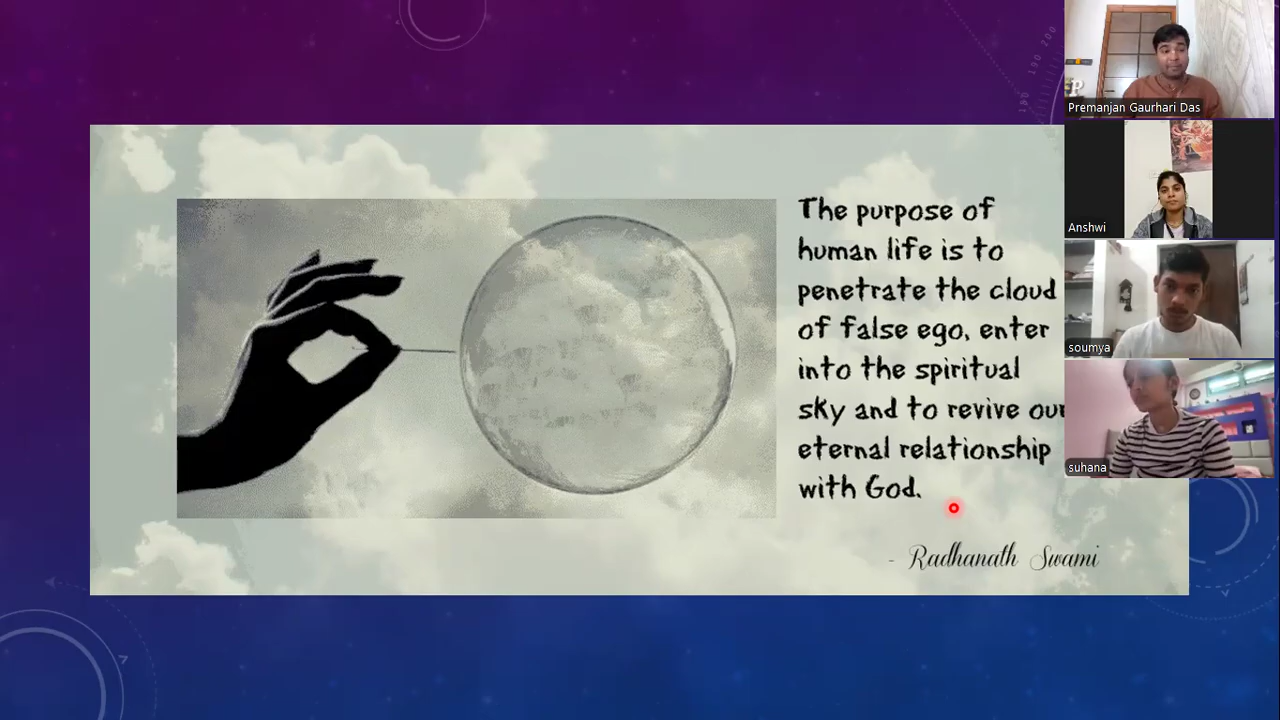 The purpose of
human life is to
penetrate the cloud
of false ego, enter
into the spiritual
sky and to revive our
eternal relationship
with God.
- Radhanath Swami
Premanjan Gaurhari Das
Anshwi
soumya
suhana